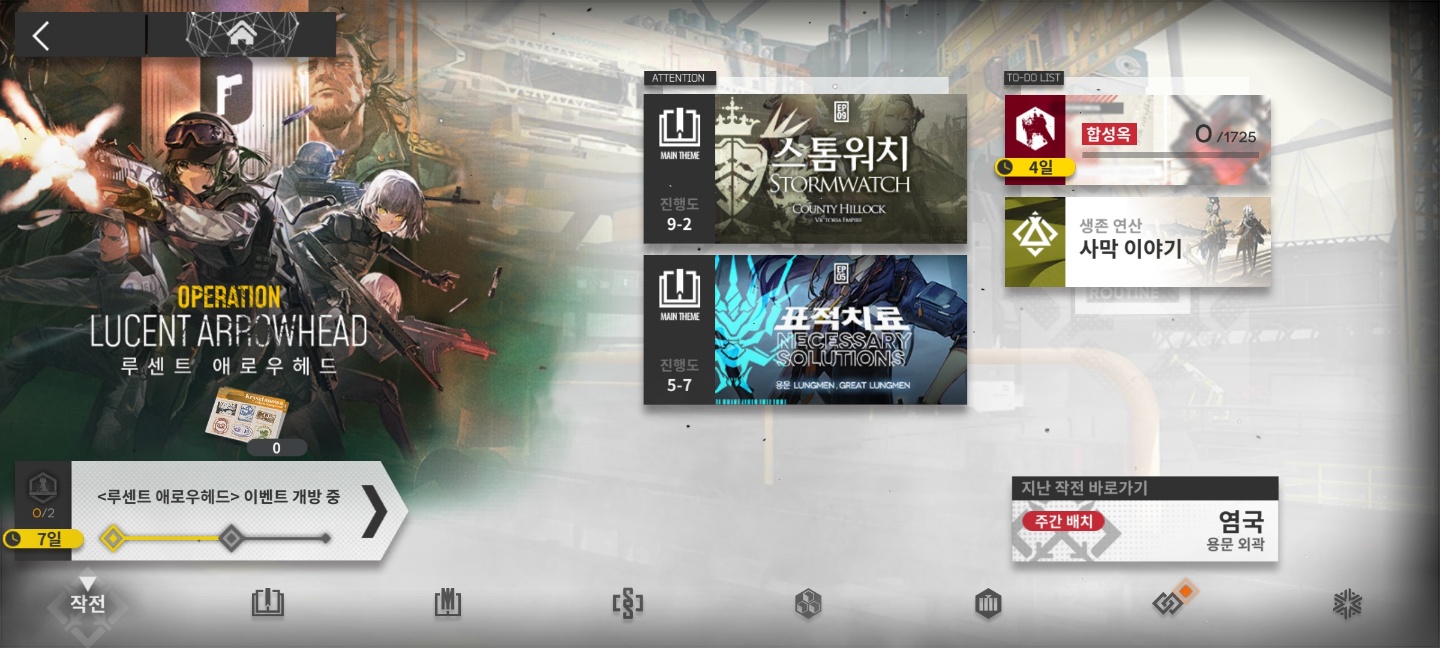 OPERATION
LUCENT ARROWHEAD
루센트 애로우헤드
0
<루센트 애로우헤드> 이벤트 개방 중
0/2
7일
ATTENTION
MAIN THEME
진행도
9-2
EP
09
스톰워치
STORMWATCH
COUNTY HILLOCK
VICTORIA EMPIRE
MAIN THEME
진행도
5-7
EP
05
표적치료
NECESSARY
SOLUTIONS
용문 LUNGMEN, GREAT LUNGMEN
TO-DO LIST
합성옥
0/1725
4일
생존 연산
사막 이야기
ROUTINE
지난 작전 바로가기
주간 배치
염국
용문 외곽
작전